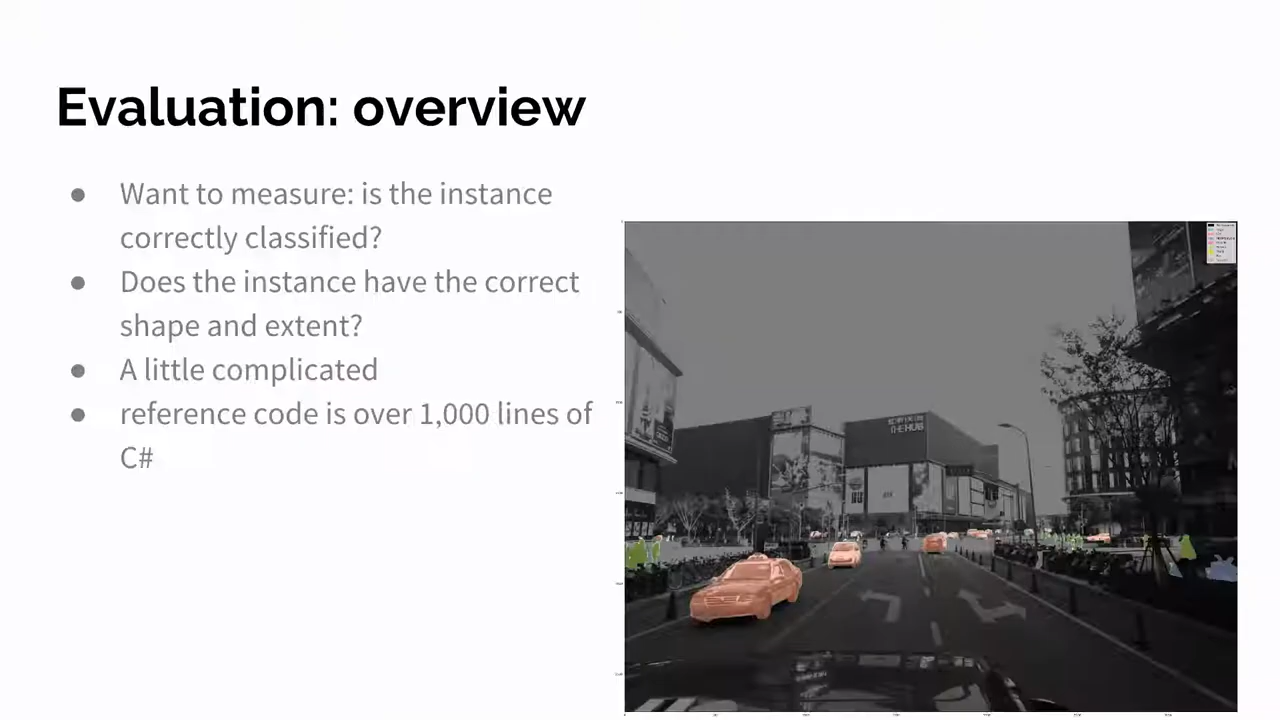 Evaluation: overview
● Want to measure: is the instance
correctly classified?
● Does the instance have the correct
shape and extent?
● A little complicated
● reference code is over 1,000 lines of
C#
THE HUB